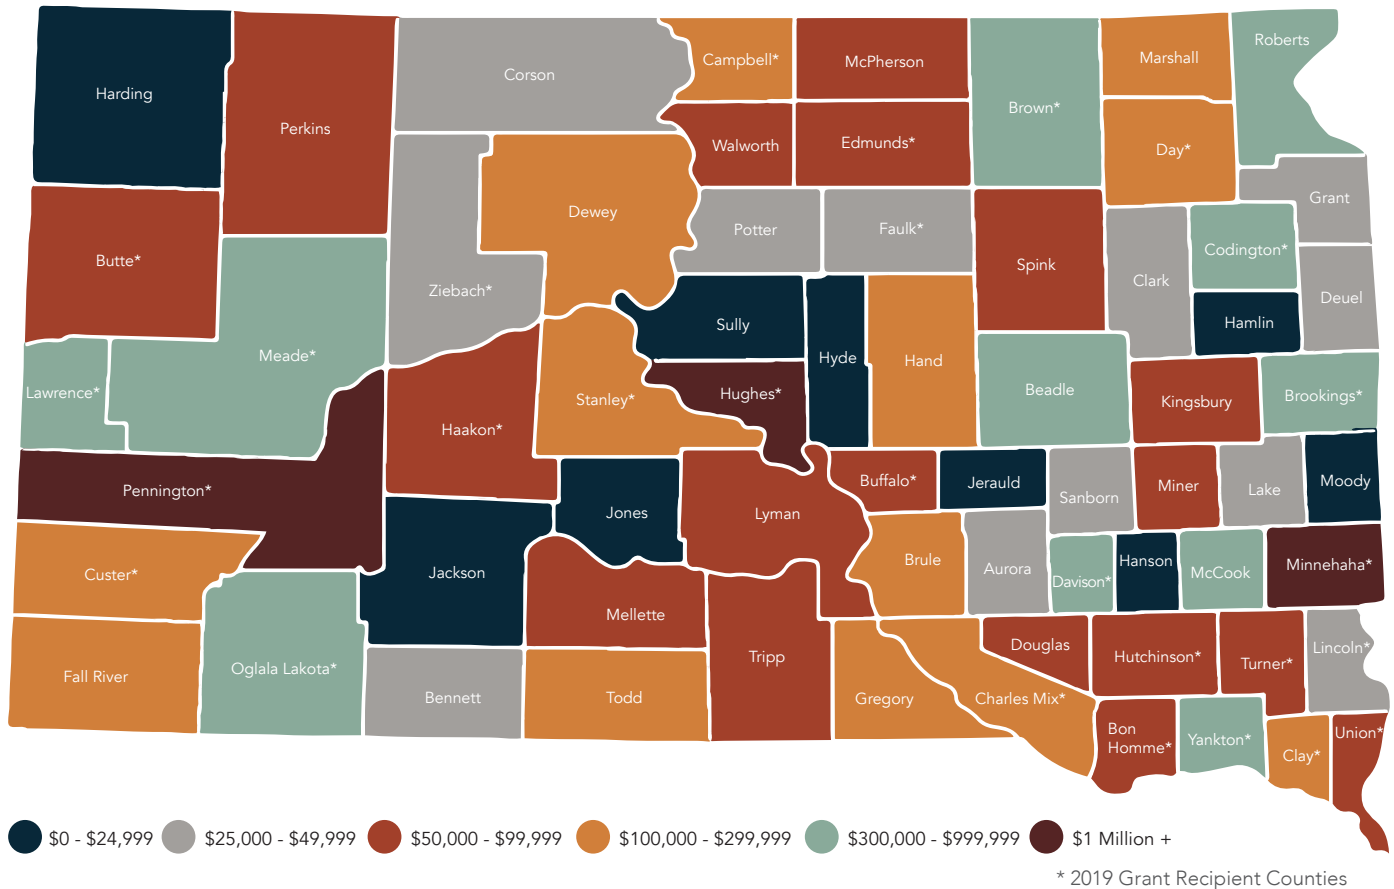 Harding
Perkins
Corson
Campbell*
McPherson
Brown*
Marshall
Roberts
Walworth
Edmunds*
Day*
Grant
Butte*
Ziebach*
Dewey
Potter
Faulk*
Spink
Clark
Codington*
Deuel
Hamlin
Lawrence*
Meade*
Sully
Hyde
Hand
Beadle
Kingsbury
Brookings*
Haakon*
Stanley*
Hughes*
Pennington*
Jones
Lyman
Buffalo*
Jerauld
Sanborn
Miner
Lake
Moody
Custer*
Jackson
Mellette
Brule
Aurora
Davison*
Hanson
McCook
Minnehaha*
Fall River
Oglala Lakota*
Bennett
Todd
Tripp
Gregory
Charles Mix*
Douglas
Hutchinson*
Turner*
Lincoln*
Bon
Homme*
Yankton*
Clay*
Union*
$0 - $24,999
$25,000 - $49,999
$50,000 - $99,999
$100,000 - $299,999
$300,000 - $999,999
$1 Million +
* 2019 Grant Recipient Counties